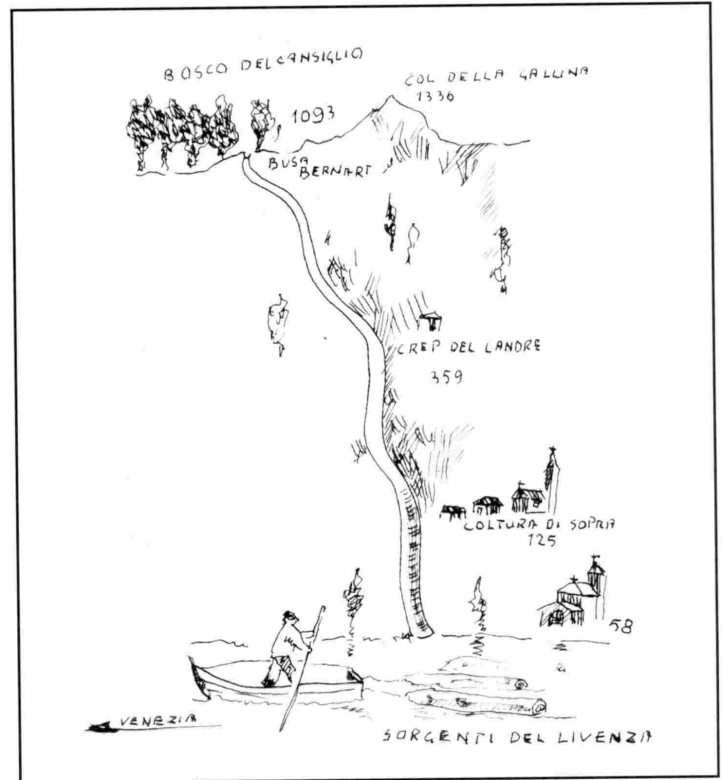 BOSCO DEL CANSIGLIO
COL DELLA GALLINA
1336
1093
BUSA
BERNART
CREP DEL LANDRE
359
COLTURA DI SOPRA
125
58
VENEZIA
SORGENTI DEL LIVENZA